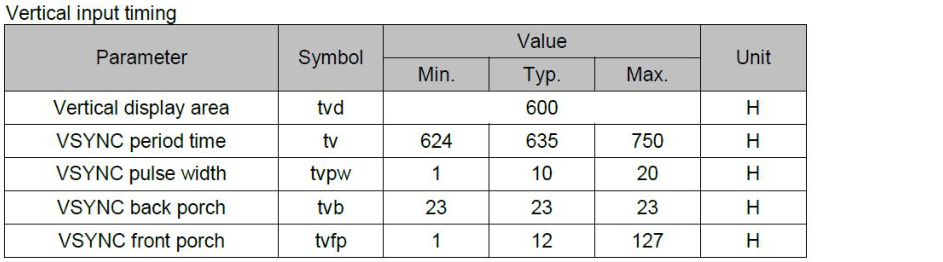 Vertical input timing
Parameter Symbol Value Unit
Min. Typ. Max.
Vertical display area tvd 600 H
VSYNC period time tv 624 635 750 H
VSYNC pulse width tvpw 1 10 20 H
VSYNC back porch tvb 23 23 23 H
VSYNC front porch tvfp 1 12 127 H